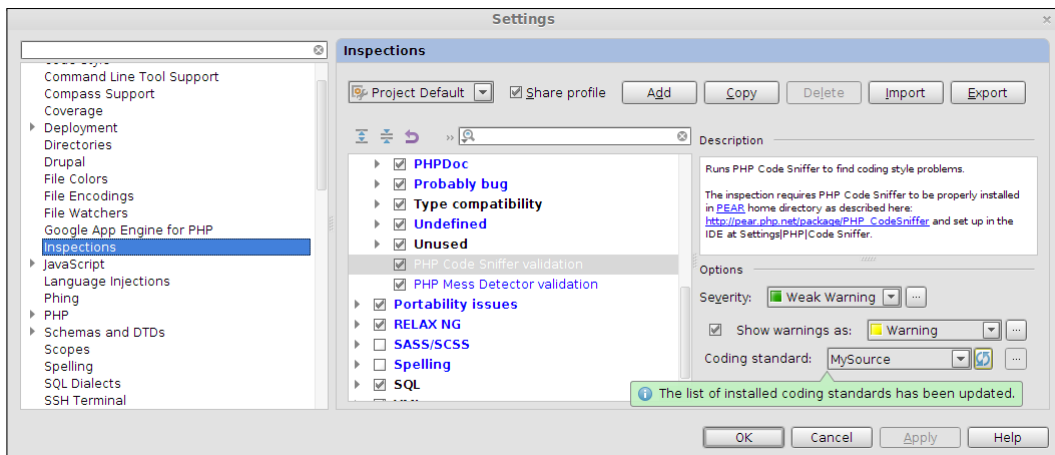 Settings
Inspections
Code Style
Command Line Tool Support
Compass Support
Coverage
Deployment
Directories
Drupal
File Colors
File Encodings
File Watchers
Google App Engine for PHP
Inspections
JavaScript
Language Injections
Phing
PHP
Schemas and DTDs
Scopes
Spelling
SQL Dialects
SSH Terminal
Project Default
Share profile
Add
Copy
Delete
Import
Export
»
PHPDoc
Probably bug
Type compatibility
Undefined
Unused
PHP Code Sniffer validation
PHP Mess Detector validation
Portability issues
RELAX NG
SASS/SCSS
Spelling
SQL
Description
Runs PHP Code Sniffer to find coding style problems.
The inspection requires PHP Code Sniffer to be properly installed
in PEAR home directory as described here:
http://pear.php.net/package/PHP_CodeSniffer and set up in the
IDE at Settings|PHP|Code Sniffer.
Options
Severity: Weak Warning ...
Show warnings as: Warning ...
Coding standard: MySource ...
The list of installed coding standards has been updated.
OK
Cancel
Apply
Help